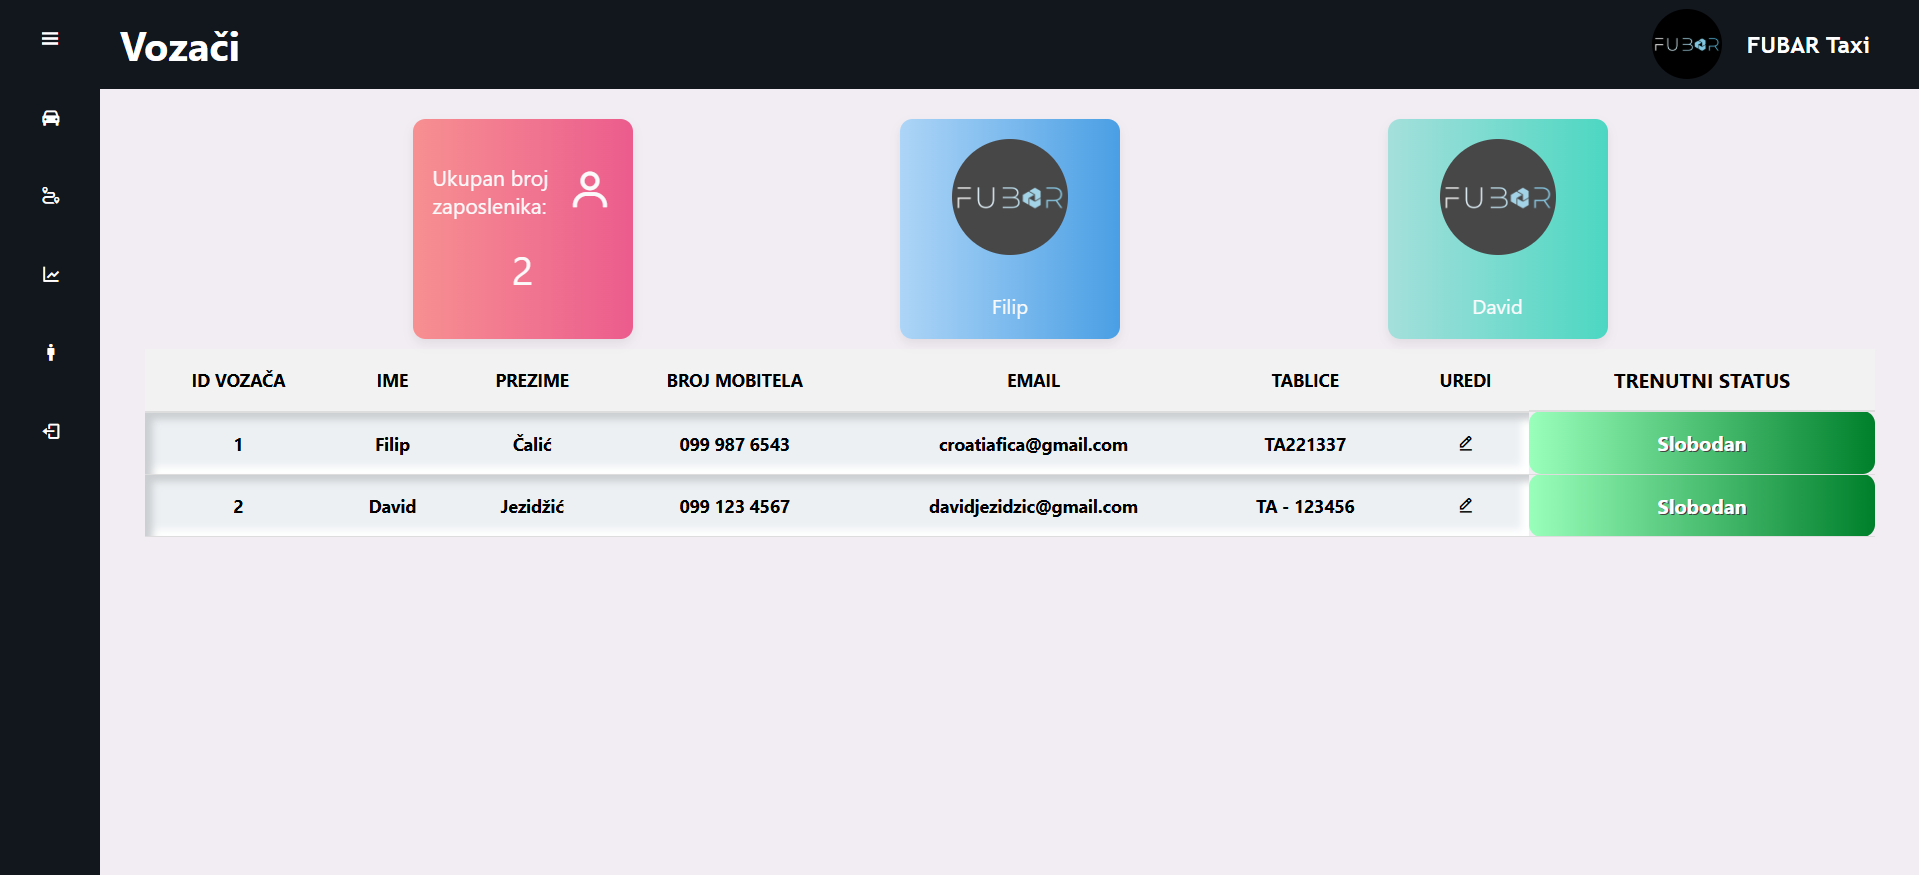 Vozači
FUBAR
FUBAR Taxi
Ukupan broj
zaposlenika:
2
FUBAR
Filip
FUBAR
David
ID VOZAČA IME PREZIME BROJ MOBITELA EMAIL TABLICE UREDI TRENUTNI STATUS
1 Filip Čalić 099 987 6543 croatiafica@gmail.com TA221337 Slobodan
2 David Jezidžić 099 123 4567 davidjezidzic@gmail.com TA - 123456 Slobodan